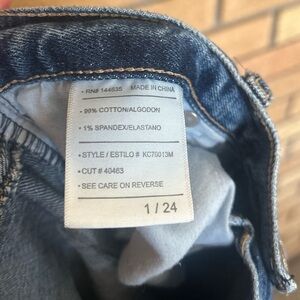 • RN# 144635   MADE IN CHINA
• 99% COTTON/ALGODON
• 1% SPANDEX/ELASTANO
• STYLE / ESTILO # KC70013M
• CUT # 40463
• SEE CARE ON REVERSE
1 / 24